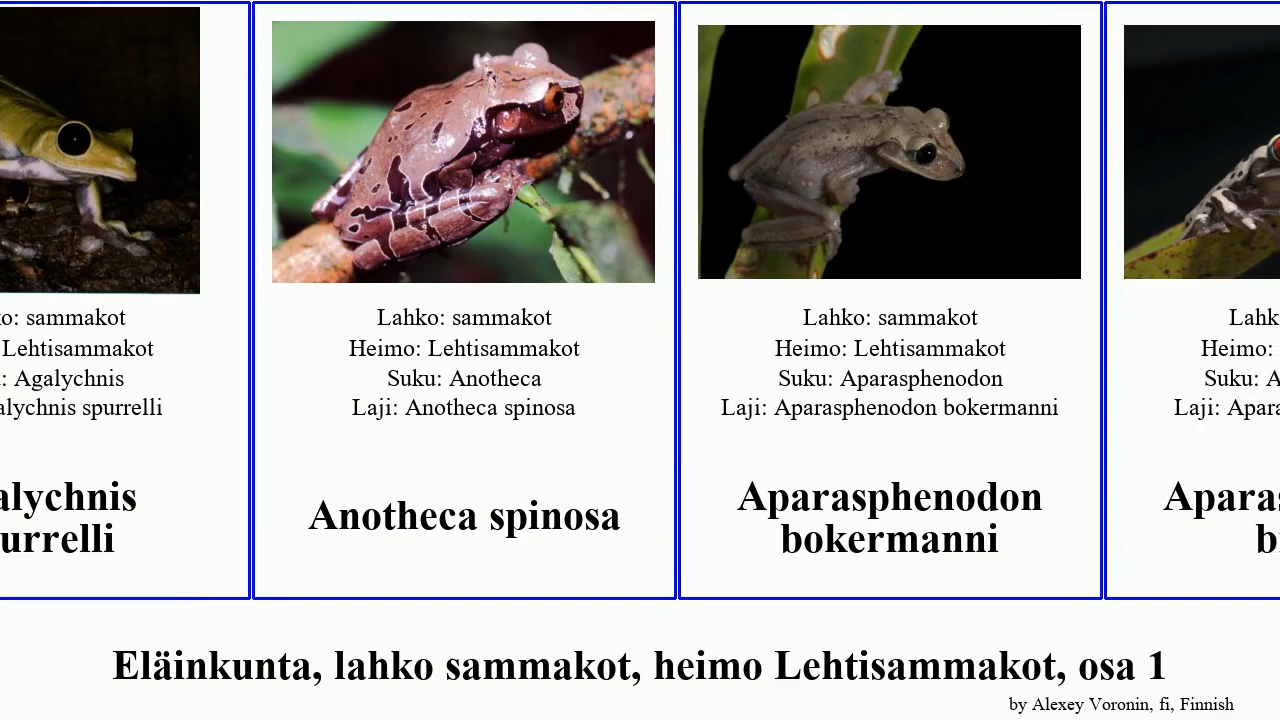 o: sammakot
Lehtisammakot
: Agalychnis
alychnis spurrelli
alychnis
urrelli
Lahko: sammakot
Heimo: Lehtisammakot
Suku: Anotheca
Laji: Anotheca spinosa
Anotheca spinosa
Lahko: sammakot
Heimo: Lehtisammakot
Suku: Aparasphenodon
Laji: Aparasphenodon bokermanni
Aparasphenodon
bokermanni
Lahk
Heimo:
Suku: A
Laji: Apara
Aparas
b
Eläinkunta, lahko sammakot, heimo Lehtisammakot, osa 1
by Alexey Voronin, fi, Finnish